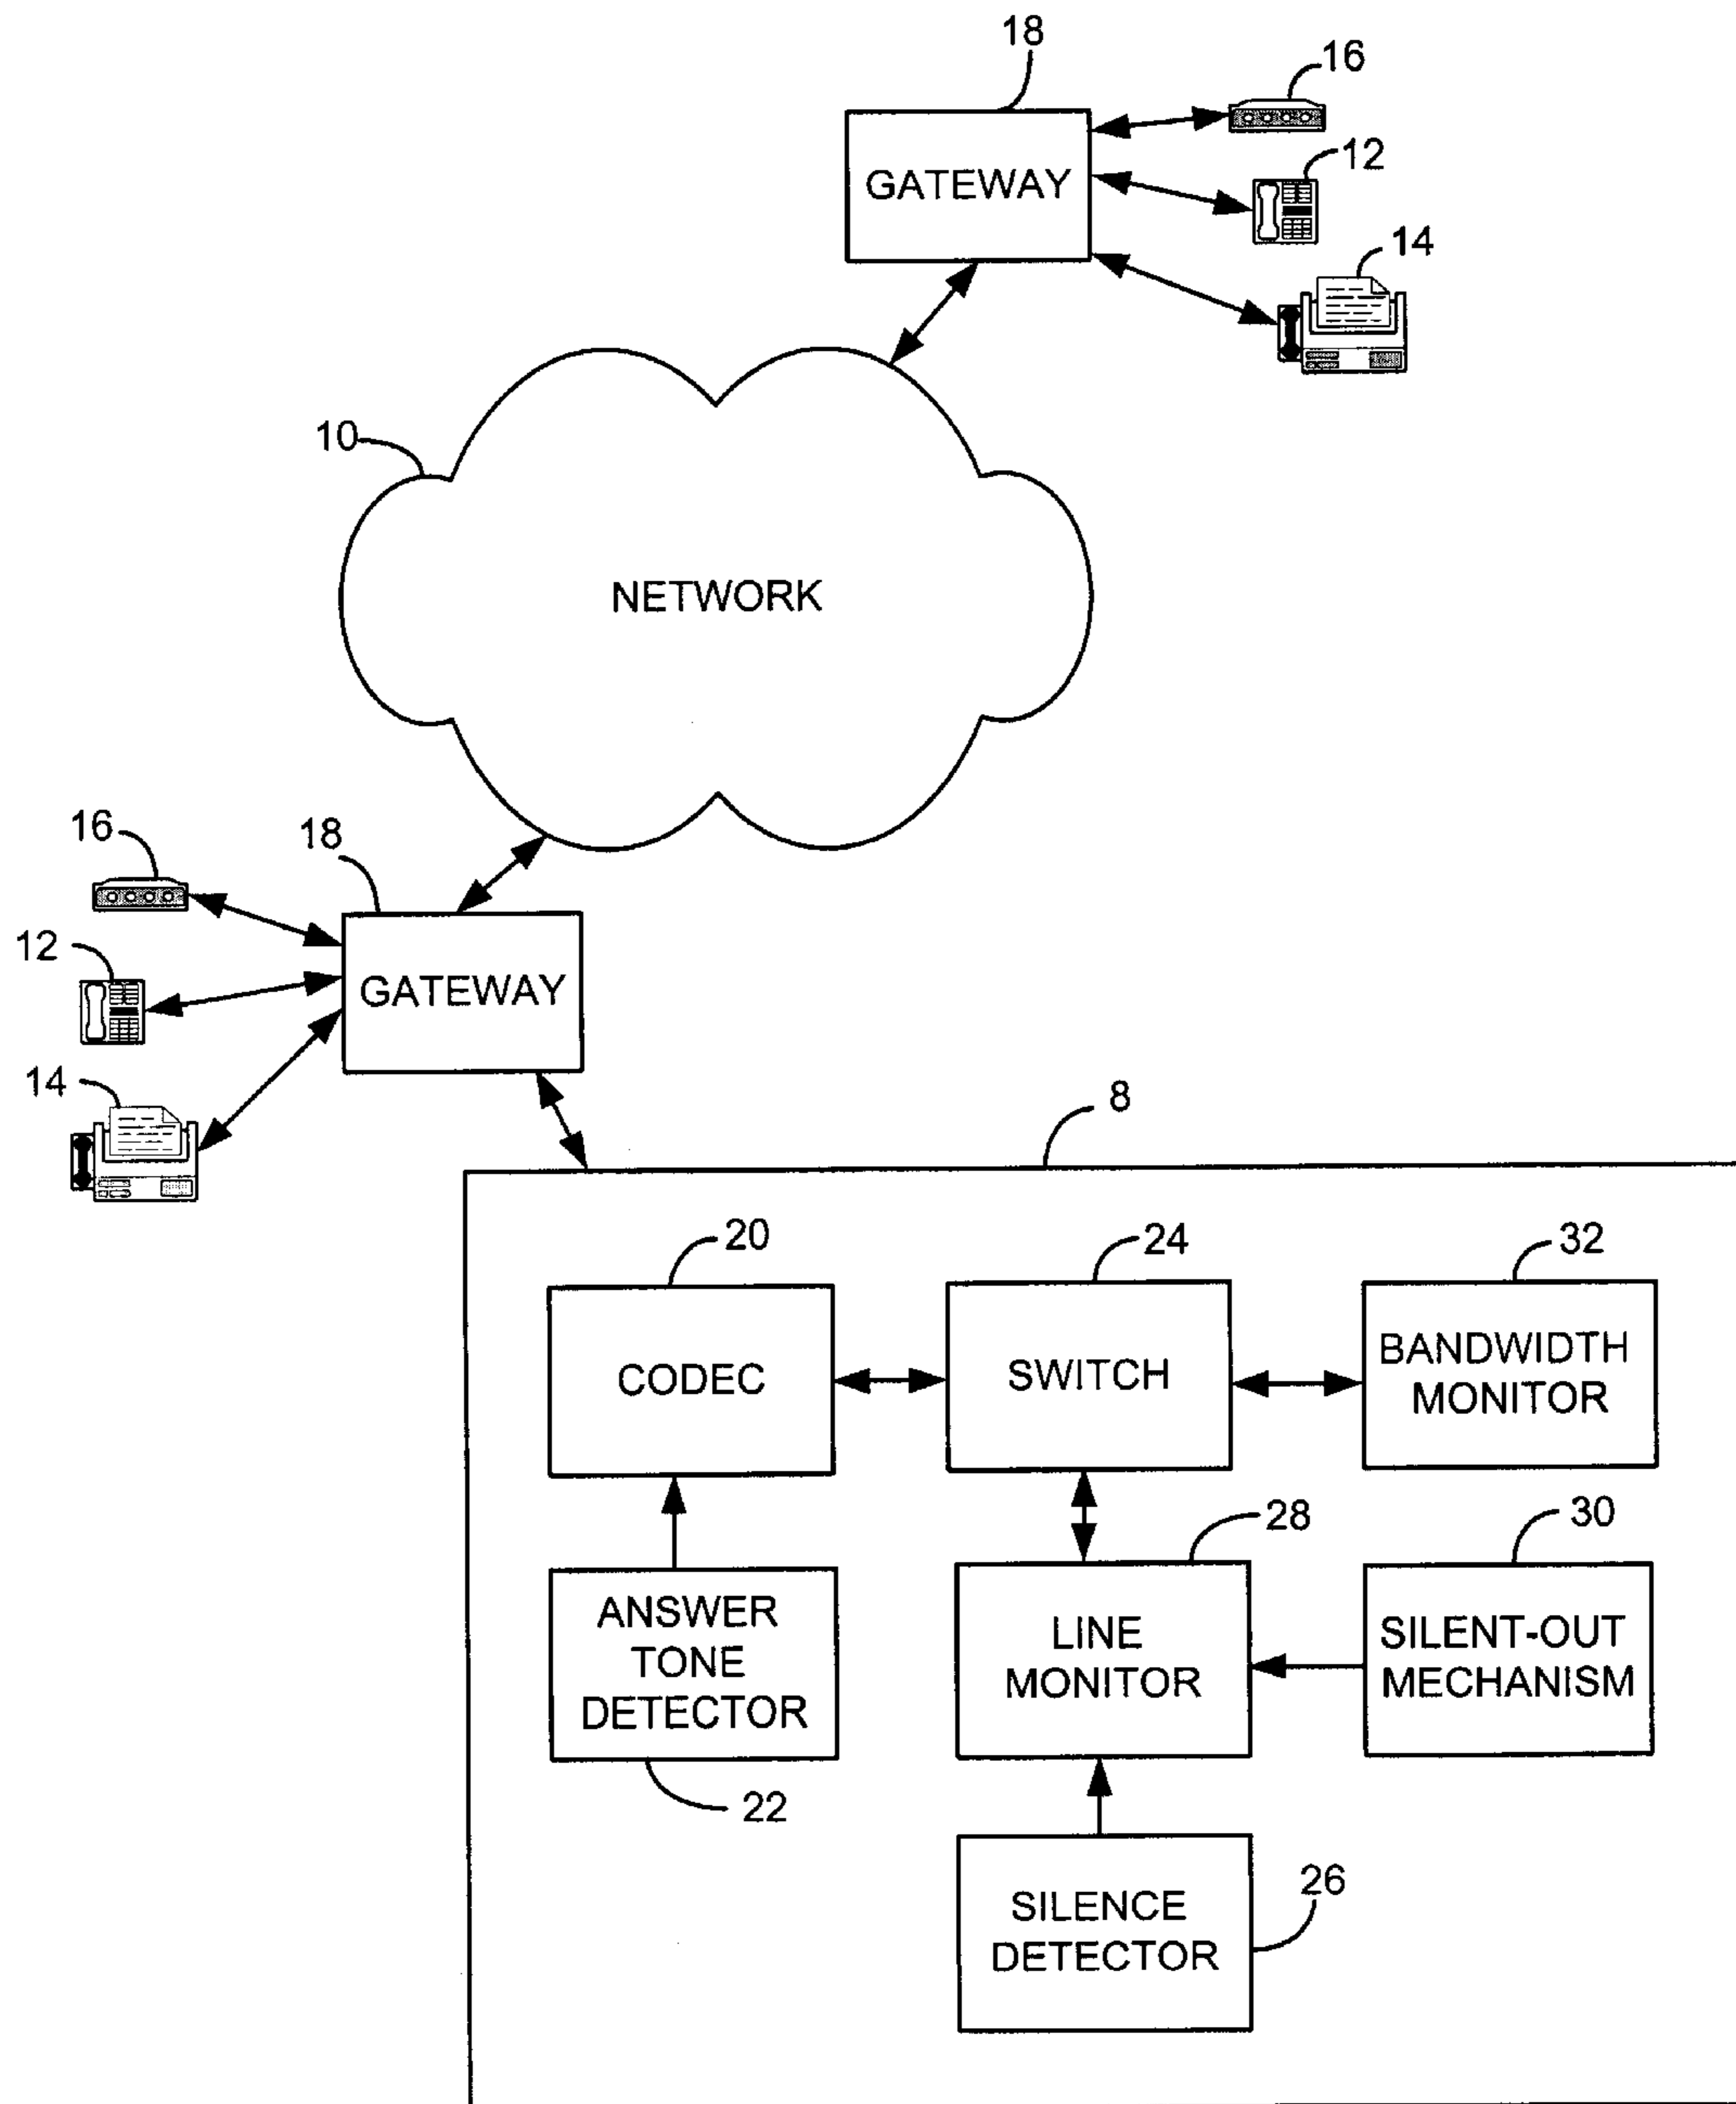 18
16
GATEWAY
12
14
10
NETWORK
16
18
12
GATEWAY
14
8
20
24
32
CODEC
SWITCH
BANDWIDTH
MONITOR
28
30
ANSWER
TONE
DETECTOR
LINE
MONITOR
SILENT-OUT
MECHANISM
22
26
SILENCE
DETECTOR